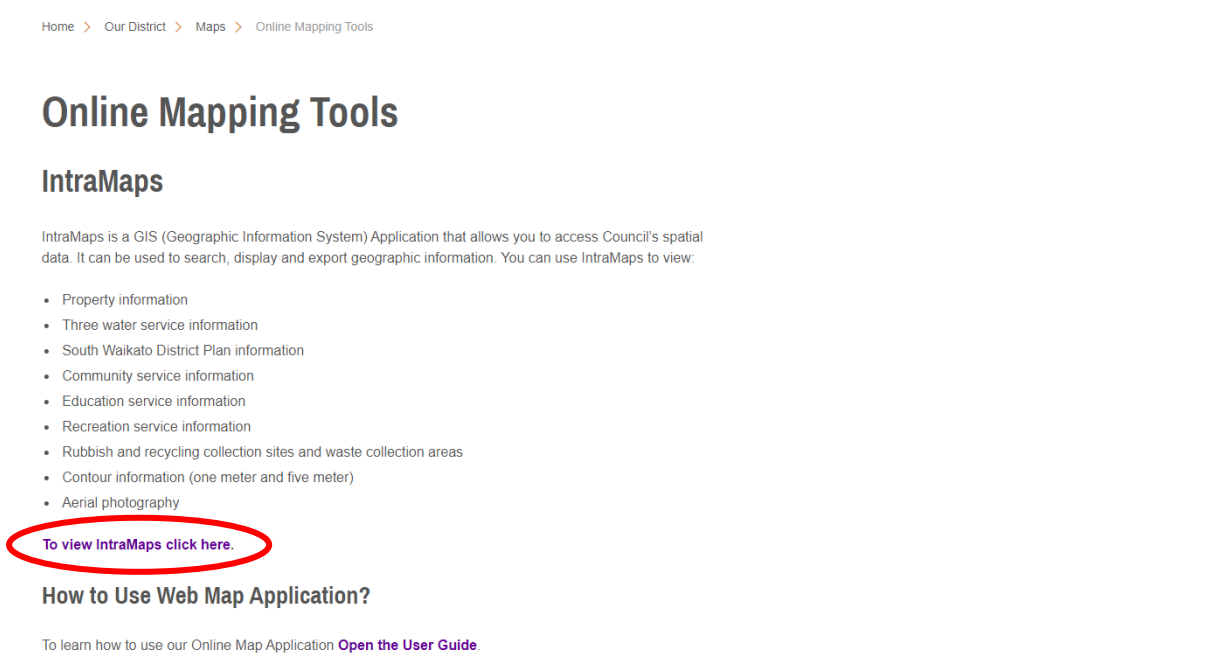 Home > Our District > Maps > Online Mapping Tools
Online Mapping Tools
IntraMaps
IntraMaps is a GIS (Geographic Information System) Application that allows you to access Council's spatial
data. It can be used to search, display and export geographic information. You can use IntraMaps to view:
• Property information
• Three water service information
• South Waikato District Plan information
• Community service information
• Education service information
• Recreation service information
• Rubbish and recycling collection sites and waste collection areas
• Contour information (one meter and five meter)
• Aerial photography
To view IntraMaps click here.
How to Use Web Map Application?
To learn how to use our Online Map Application Open the User Guide.